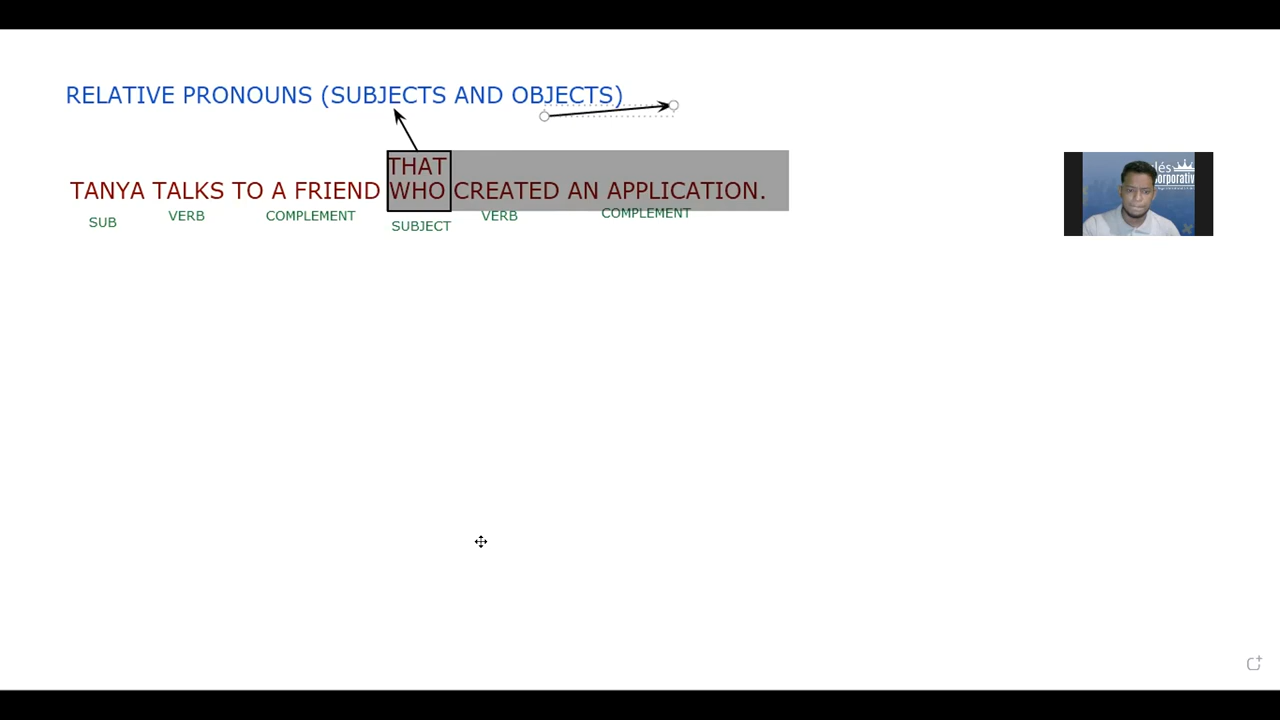 RELATIVE PRONOUNS (SUBJECTS AND OBJECTS)
THAT
TANYA TALKS TO A FRIEND WHO CREATED AN APPLICATION.
SUB VERB COMPLEMENT SUBJECT VERB COMPLEMENT